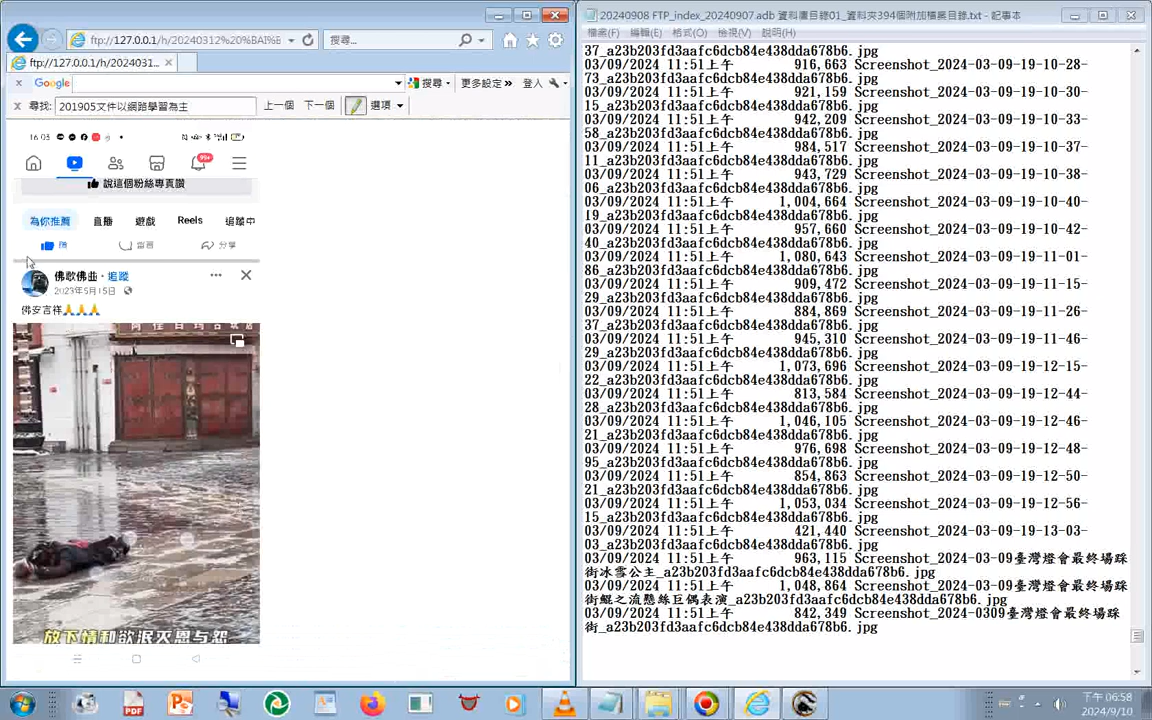 20240908 FTP_index_20240907.adb 資料庫目錄01_資料夾394個附加檔案目錄.txt - 記事本
ftp://127.0.0.1/h/20240312%20%BAI%B
搜尋...
檔案(F) 編輯(E) 格式(O) 檢視(V) 說明(H)
ftp://127.0.0.1/h/2024031...
Google
搜尋
更多設定 »
登入
尋找: 201905文件以網路學習為主
上一個 下一個
選項
16:03
99+
說這個粉絲專頁讚
為你推薦 直播 遊戲 Reels 追蹤中
讚 留言 分享
佛歌佛曲 · 追蹤
2023年5月15日
佛安吉祥🙏🙏🙏
放下情和欲泯灭恩与怨
37_a23b203fd3aafc6dcb84e438dda678b6.jpg
03/09/2024 11:51上午 916,663 Screenshot_2024-03-09-19-10-28-
73_a23b203fd3aafc6dcb84e438dda678b6.jpg
03/09/2024 11:51上午 921,159 Screenshot_2024-03-09-19-10-30-
15_a23b203fd3aafc6dcb84e438dda678b6.jpg
03/09/2024 11:51上午 942,209 Screenshot_2024-03-09-19-10-33-
58_a23b203fd3aafc6dcb84e438dda678b6.jpg
03/09/2024 11:51上午 984,517 Screenshot_2024-03-09-19-10-37-
11_a23b203fd3aafc6dcb84e438dda678b6.jpg
03/09/2024 11:51上午 943,729 Screenshot_2024-03-09-19-10-38-
06_a23b203fd3aafc6dcb84e438dda678b6.jpg
03/09/2024 11:51上午 1,004,664 Screenshot_2024-03-09-19-10-40-
19_a23b203fd3aafc6dcb84e438dda678b6.jpg
03/09/2024 11:51上午 957,660 Screenshot_2024-03-09-19-10-42-
40_a23b203fd3aafc6dcb84e438dda678b6.jpg
03/09/2024 11:51上午 1,080,643 Screenshot_2024-03-09-19-11-01-
86_a23b203fd3aafc6dcb84e438dda678b6.jpg
03/09/2024 11:51上午 909,472 Screenshot_2024-03-09-19-11-15-
29_a23b203fd3aafc6dcb84e438dda678b6.jpg
03/09/2024 11:51上午 884,869 Screenshot_2024-03-09-19-11-26-
37_a23b203fd3aafc6dcb84e438dda678b6.jpg
03/09/2024 11:51上午 945,310 Screenshot_2024-03-09-19-11-46-
29_a23b203fd3aafc6dcb84e438dda678b6.jpg
03/09/2024 11:51上午 1,073,696 Screenshot_2024-03-09-19-12-15-
22_a23b203fd3aafc6dcb84e438dda678b6.jpg
03/09/2024 11:51上午 813,584 Screenshot_2024-03-09-19-12-44-
28_a23b203fd3aafc6dcb84e438dda678b6.jpg
03/09/2024 11:51上午 1,046,105 Screenshot_2024-03-09-19-12-46-
21_a23b203fd3aafc6dcb84e438dda678b6.jpg
03/09/2024 11:51上午 976,698 Screenshot_2024-03-09-19-12-48-
95_a23b203fd3aafc6dcb84e438dda678b6.jpg
03/09/2024 11:51上午 854,863 Screenshot_2024-03-09-19-12-50-
21_a23b203fd3aafc6dcb84e438dda678b6.jpg
03/09/2024 11:51上午 1,053,034 Screenshot_2024-03-09-19-12-56-
15_a23b203fd3aafc6dcb84e438dda678b6.jpg
03/09/2024 11:51上午 421,440 Screenshot_2024-03-09-19-13-03-
03_a23b203fd3aafc6dcb84e438dda678b6.jpg
03/09/2024 11:51上午 963,115 Screenshot_2024-03-09臺灣燈會最終場踩
街冰雪公主_a23b203fd3aafc6dcb84e438dda678b6.jpg
03/09/2024 11:51上午 1,048,864 Screenshot_2024-03-09臺灣燈會最終場踩
街鯤之流懸絲巨偶表演_a23b203fd3aafc6dcb84e438dda678b6.jpg
03/09/2024 11:51上午 842,349 Screenshot_2024-0309臺灣燈會最終場踩
街_a23b203fd3aafc6dcb84e438dda678b6.jpg
PDF
下午 06:58
2024/9/10